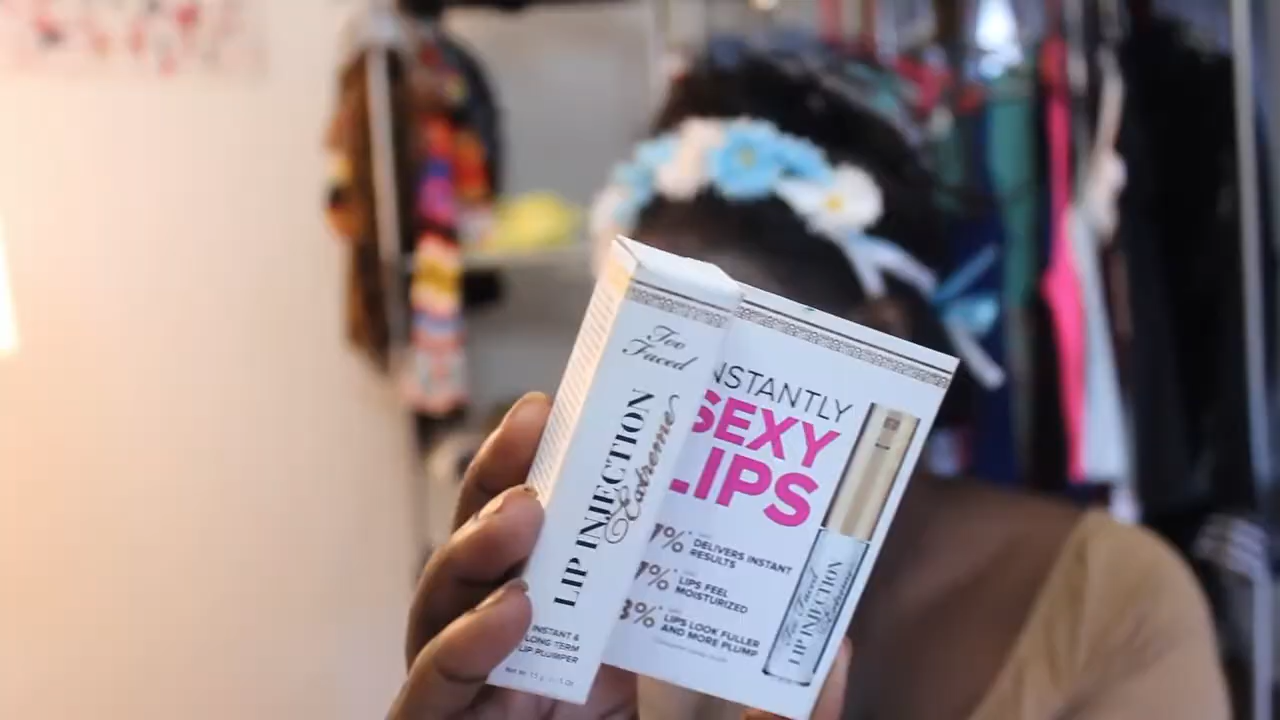 Too
Faced
LIP INJECTION
Extreme
INSTANT &
LONG TERM
LIP PLUMPER
NSTANTLY
SEXY
LIPS
DELIVERS INSTANT
RESULTS
LIPS FEEL
MOISTURIZED
LIPS LOOK FULLER
AND MORE PLUMP
Too Faced
LIP INJECTION
Extreme